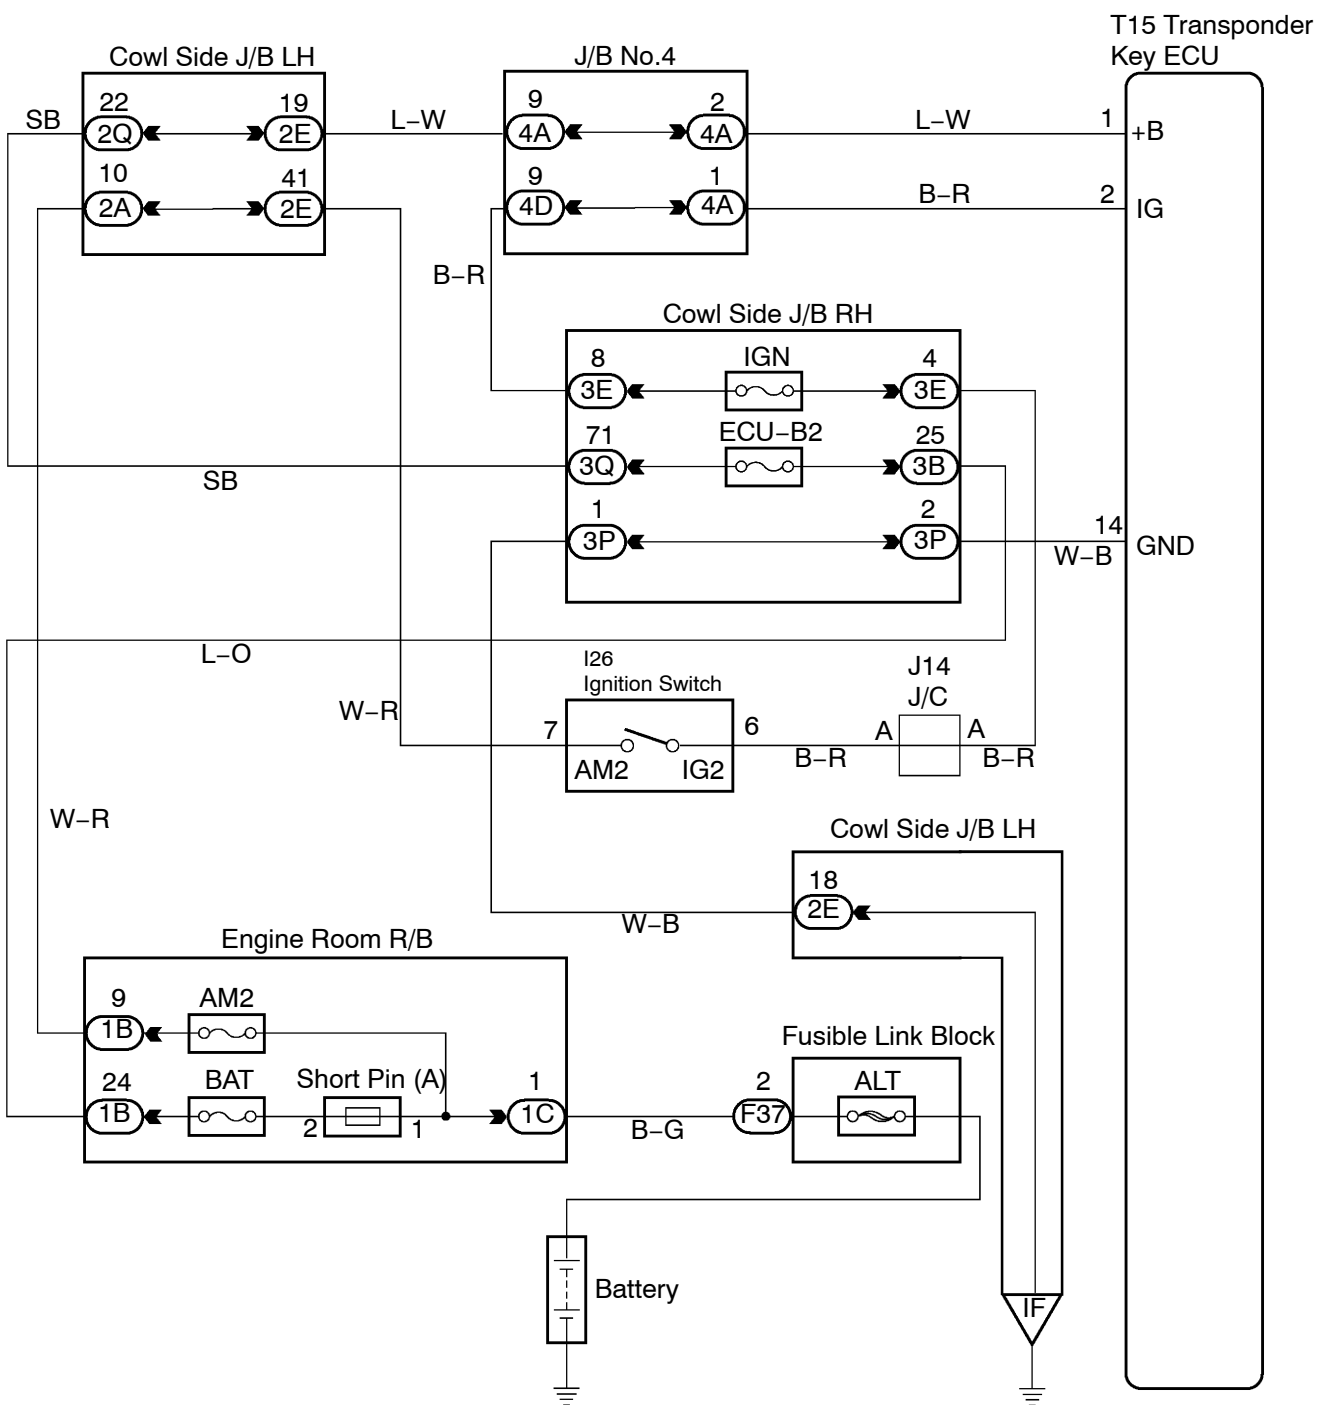 T15 Transponder
Key ECU
Cowl Side J/B LH
J/B No.4
SB
22
2Q
19
2E
L−W
9
4A
2
4A
L−W
1
+B
10
2A
41
2E
9
4D
1
4A
B−R
2
IG
B−R
Cowl Side J/B RH
8
3E
IGN
4
3E
71
3Q
ECU−B2
25
3B
SB
1
3P
2
3P
14
GND
W−B
L−O
I26
Ignition Switch
J14
J/C
W−R
7
AM2
IG2
6
B−R
A
A
B−R
W−R
Cowl Side J/B LH
18
2E
W−B
Engine Room R/B
9
1B
AM2
Fusible Link Block
24
1B
BAT
Short Pin (A)
2
1
1
1C
B−G
2
F37
ALT
Battery
IF